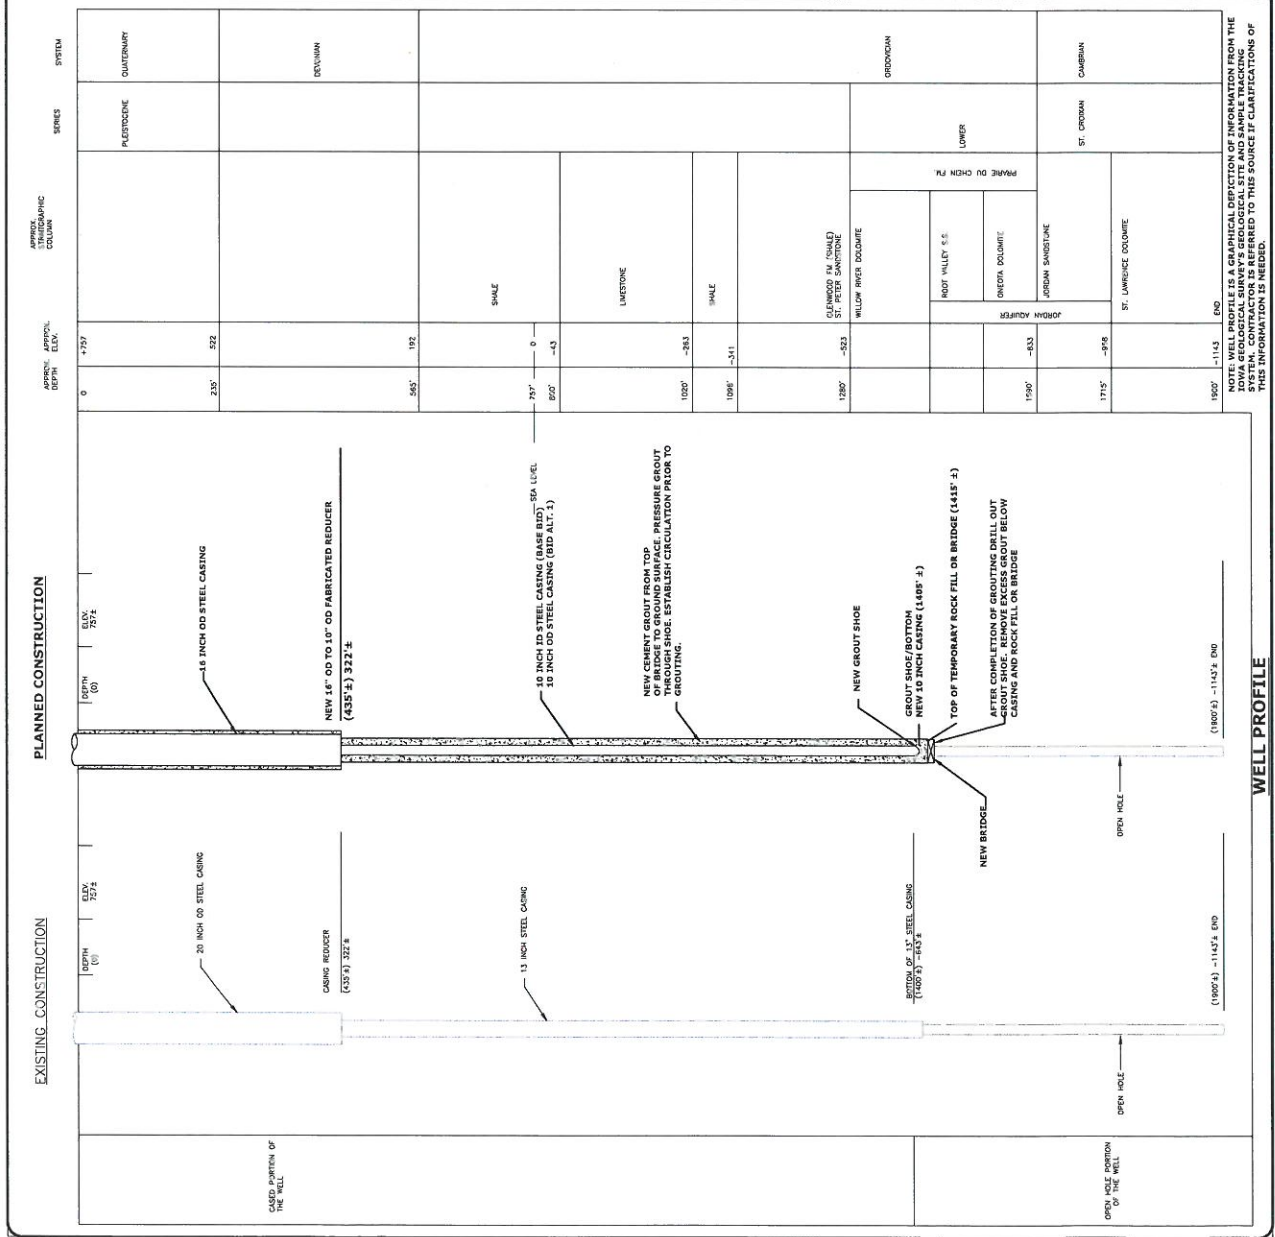 EXISTING CONSTRUCTION
PLANNED CONSTRUCTION
APPROX.
DEPTH
APPROX.
ELEV.
APPROX.
STRATIGRAPHIC
COLUMN
SERIES
SYSTEM
CASED PORTION OF
THE WELL
OPEN HOLE PORTION
OF THE WELL
DEPTH
(0)
ELEV.
757±
20 INCH OD STEEL CASING
CASING REDUCER
(435'±) 322'±
13 INCH STEEL CASING
BOTTOM OF 13" STEEL CASING
(1400'±) -643'±
OPEN HOLE
(1900'±) -1143'± END
DEPTH
(0)
ELEV.
757±
16 INCH OD STEEL CASING
NEW 16" OD TO 10" OD FABRICATED REDUCER
(435'±) 322'±
10 INCH ID STEEL CASING (BASE BID)
10 INCH OD STEEL CASING (BID ALT. 1)
SEA LEVEL
NEW CEMENT GROUT FROM TOP
OF BRIDGE TO GROUND SURFACE. PRESSURE GROUT
THROUGH SHOE. ESTABLISH CIRCULATION PRIOR TO
GROUTING.
NEW GROUT SHOE
GROUT SHOE/BOTTOM
NEW 10 INCH CASING (1405' ±)
TOP OF TEMPORARY ROCK FILL OR BRIDGE (1415' ±)
AFTER COMPLETION OF GROUTING DRILL OUT
GROUT SHOE. REMOVE EXCESS GROUT BELOW
CASING AND ROCK FILL OR BRIDGE
NEW BRIDGE
OPEN HOLE
(1900'±) -1143'± END
0 +757
PLEISTOCENE QUATERNARY
235' 522
DEVONIAN
565' 192
SHALE
757' 0
800' -43
LIMESTONE
1020' -263
SHALE
1098' -341
GLENWOOD FM (SHALE)
ST. PETER SANDSTONE
ORDOVICIAN
1280' -523
WILLOW RIVER DOLOMITE
PRARIE DU CHEIN FM.
LOWER
ROOT VALLEY S.S.
ONEOTA DOLOMITE
1590' -833
JORDAN SANDSTONE
JORDAN AQUIFER
ST. CROIXAN CAMBRIAN
1715' -958
ST. LAWRENCE DOLOMITE
1900' -1143 END
NOTE: WELL PROFILE IS A GRAPHICAL DEPICTION OF INFORMATION FROM THE
IOWA GEOLOGICAL SURVEY'S GEOLOGICAL SITE AND SAMPLE TRACKING
SYSTEM. CONTRACTOR IS REFERRED TO THIS SOURCE IF CLARIFICATIONS OF
THIS INFORMATION IS NEEDED.
WELL PROFILE